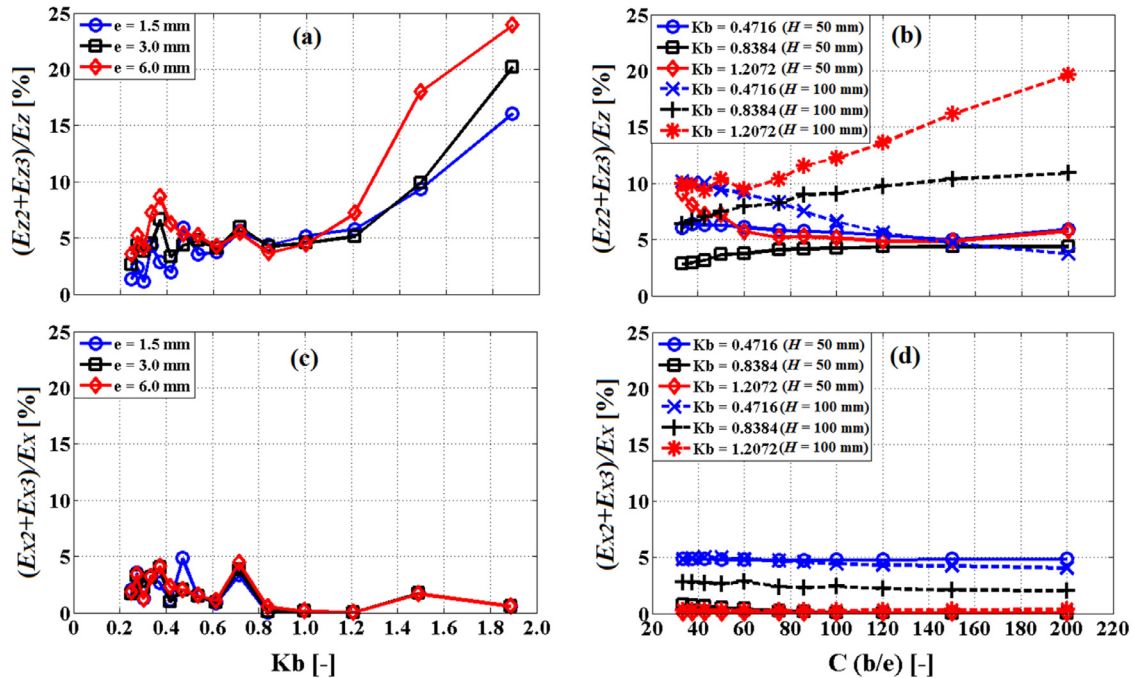 (a)
e = 1.5 mm
e = 3.0 mm
e = 6.0 mm
(Ez2+Ez3)/Ez [%]
25
20
15
10
5
0
(b)
Kb = 0.4716 (H = 50 mm)
Kb = 0.8384 (H = 50 mm)
Kb = 1.2072 (H = 50 mm)
Kb = 0.4716 (H = 100 mm)
Kb = 0.8384 (H = 100 mm)
Kb = 1.2072 (H = 100 mm)
(Ez2+Ez3)/Ez [%]
25
20
15
10
5
0
(c)
e = 1.5 mm
e = 3.0 mm
e = 6.0 mm
(Ex2+Ex3)/Ex [%]
25
20
15
10
5
0
0.2 0.4 0.6 0.8 1.0 1.2 1.4 1.6 1.8 2.0
Kb [-]
(d)
Kb = 0.4716 (H = 50 mm)
Kb = 0.8384 (H = 50 mm)
Kb = 1.2072 (H = 50 mm)
Kb = 0.4716 (H = 100 mm)
Kb = 0.8384 (H = 100 mm)
Kb = 1.2072 (H = 100 mm)
(Ex2+Ex3)/Ex [%]
25
20
15
10
5
0
20 40 60 80 100 120 140 160 180 200 220
C (b/e) [-]